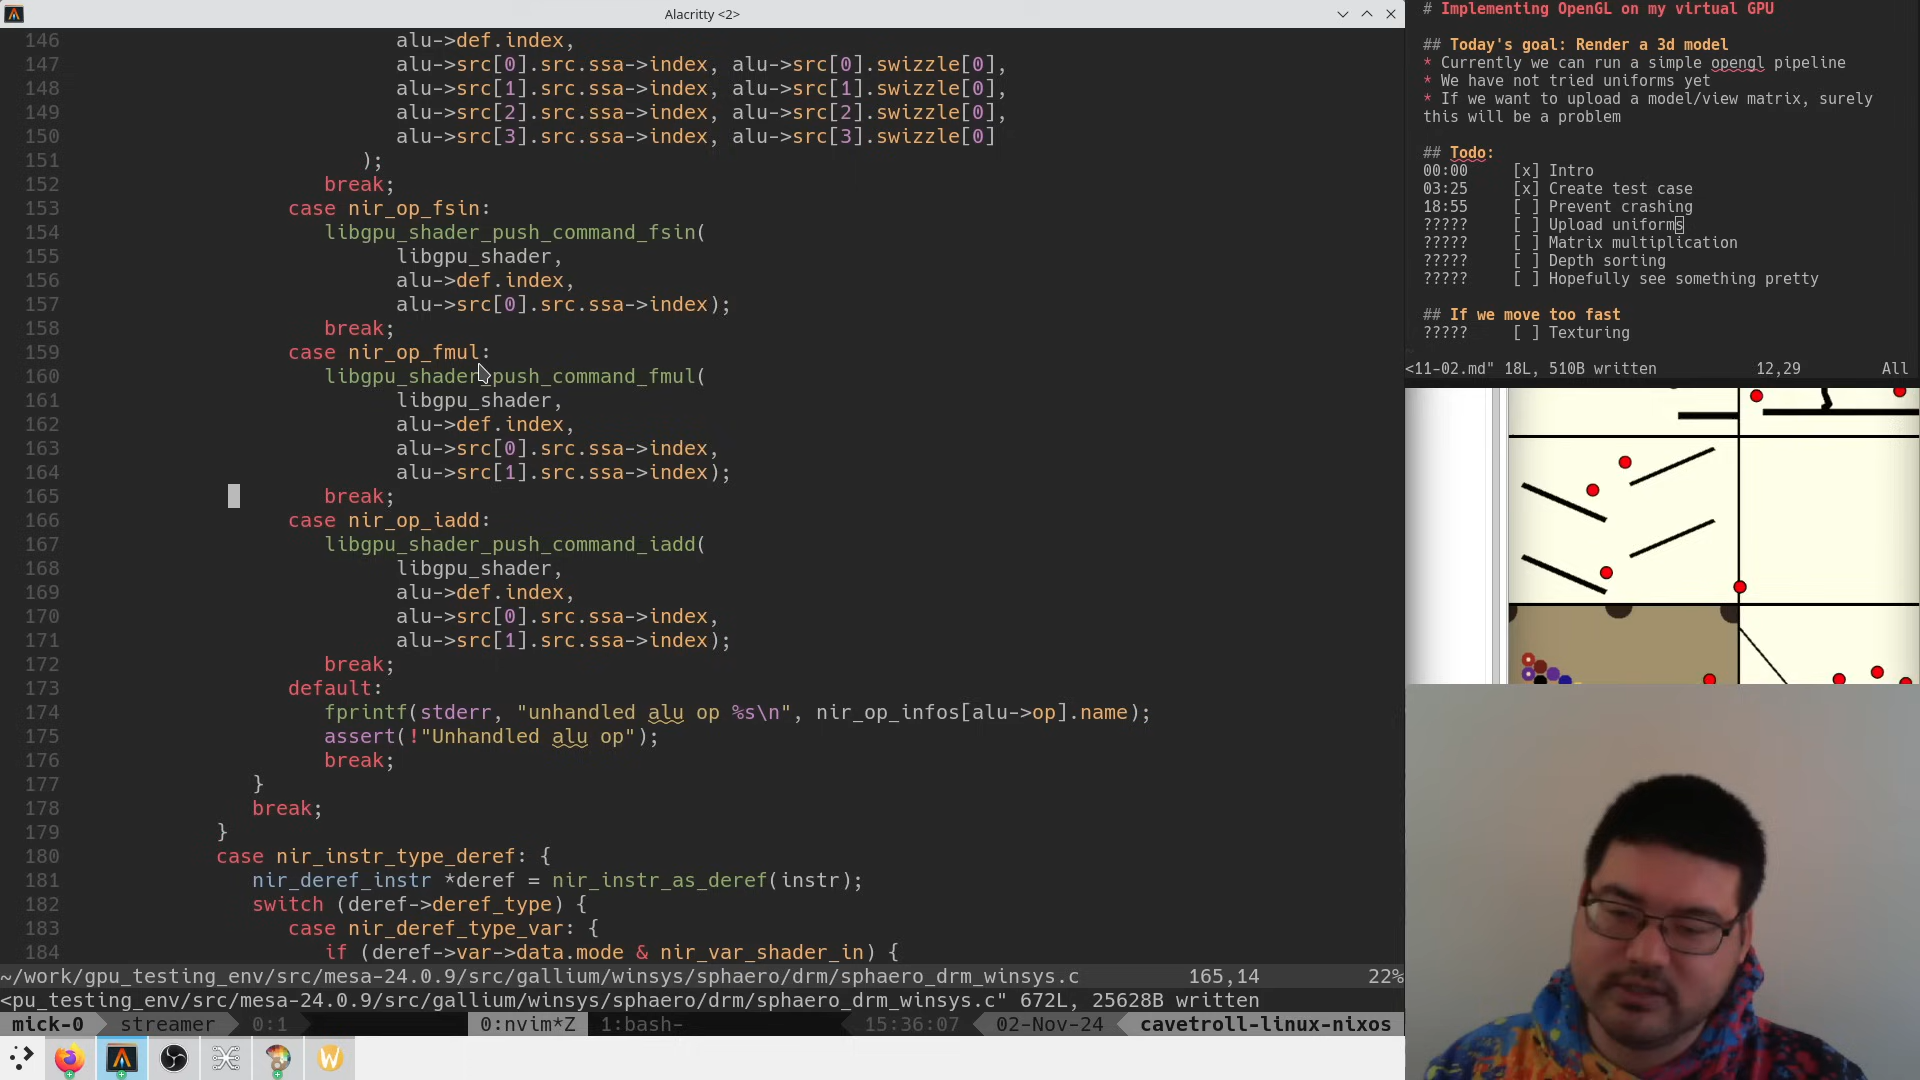 Alacritty <2>
146 alu->def.index,
147 alu->src[0].src.ssa->index, alu->src[0].swizzle[0],
148 alu->src[1].src.ssa->index, alu->src[1].swizzle[0],
149 alu->src[2].src.ssa->index, alu->src[2].swizzle[0],
150 alu->src[3].src.ssa->index, alu->src[3].swizzle[0]
151 );
152 break;
153 case nir_op_fsin:
154 libgpu_shader_push_command_fsin(
155 libgpu_shader,
156 alu->def.index,
157 alu->src[0].src.ssa->index);
158 break;
159 case nir_op_fmul:
160 libgpu_shader_push_command_fmul(
161 libgpu_shader,
162 alu->def.index,
163 alu->src[0].src.ssa->index,
164 alu->src[1].src.ssa->index);
165 break;
166 case nir_op_iadd:
167 libgpu_shader_push_command_iadd(
168 libgpu_shader,
169 alu->def.index,
170 alu->src[0].src.ssa->index,
171 alu->src[1].src.ssa->index);
172 break;
173 default:
174 fprintf(stderr, "unhandled alu op %s\n", nir_op_infos[alu->op].name);
175 assert(!"Unhandled alu op");
176 break;
177 }
178 break;
179 }
180 case nir_instr_type_deref: {
181 nir_deref_instr *deref = nir_instr_as_deref(instr);
182 switch (deref->deref_type) {
183 case nir_deref_type_var: {
184 if (deref->var->data.mode & nir_var_shader_in) {
~/work/gpu_testing_env/src/mesa-24.0.9/src/gallium/winsys/sphaero/drm/sphaero_drm_winsys.c 165,14 22%
<pu_testing_env/src/mesa-24.0.9/src/gallium/winsys/sphaero/drm/sphaero_drm_winsys.c" 672L, 25628B written
mick-0 streamer 0:1 0:nvim*Z 1:bash- 15:36:07 02-Nov-24 cavetroll-linux-nixos
# Implementing OpenGL on my virtual GPU
## Today's goal: Render a 3d model
* Currently we can run a simple opengl pipeline
* We have not tried uniforms yet
* If we want to upload a model/view matrix, surely
this will be a problem
## Todo:
00:00 [x] Intro
03:25 [x] Create test case
18:55 [ ] Prevent crashing
????? [ ] Upload uniforms
????? [ ] Matrix multiplication
????? [ ] Depth sorting
????? [ ] Hopefully see something pretty
## If we move too fast
????? [ ] Texturing
<11-02.md" 18L, 510B written 12,29 All